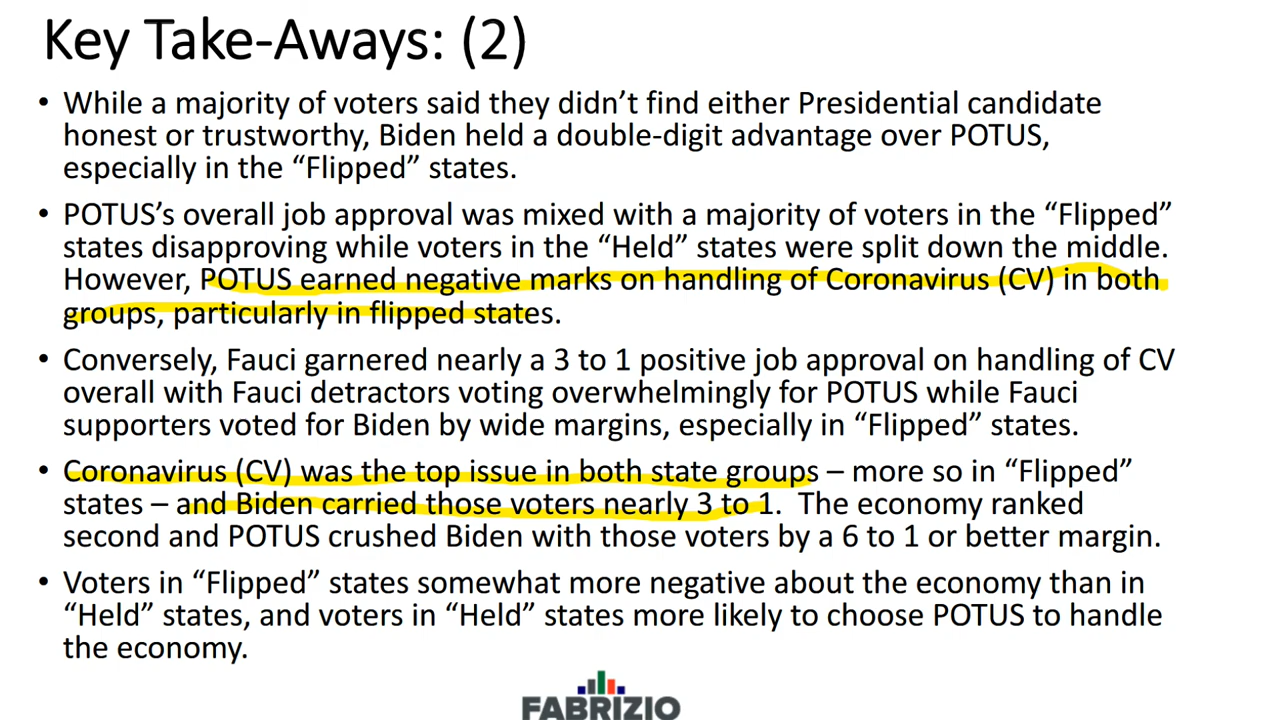 Key Take-Aways: (2)
• While a majority of voters said they didn’t find either Presidential candidate
honest or trustworthy, Biden held a double-digit advantage over POTUS,
especially in the “Flipped” states.
• POTUS’s overall job approval was mixed with a majority of voters in the “Flipped”
states disapproving while voters in the “Held” states were split down the middle.
However, POTUS earned negative marks on handling of Coronavirus (CV) in both
groups, particularly in flipped states.
• Conversely, Fauci garnered nearly a 3 to 1 positive job approval on handling of CV
overall with Fauci detractors voting overwhelmingly for POTUS while Fauci
supporters voted for Biden by wide margins, especially in “Flipped” states.
• Coronavirus (CV) was the top issue in both state groups – more so in “Flipped”
states – and Biden carried those voters nearly 3 to 1.  The economy ranked
second and POTUS crushed Biden with those voters by a 6 to 1 or better margin.
• Voters in “Flipped” states somewhat more negative about the economy than in
“Held” states, and voters in “Held” states more likely to choose POTUS to handle
the economy.
FABRIZIO